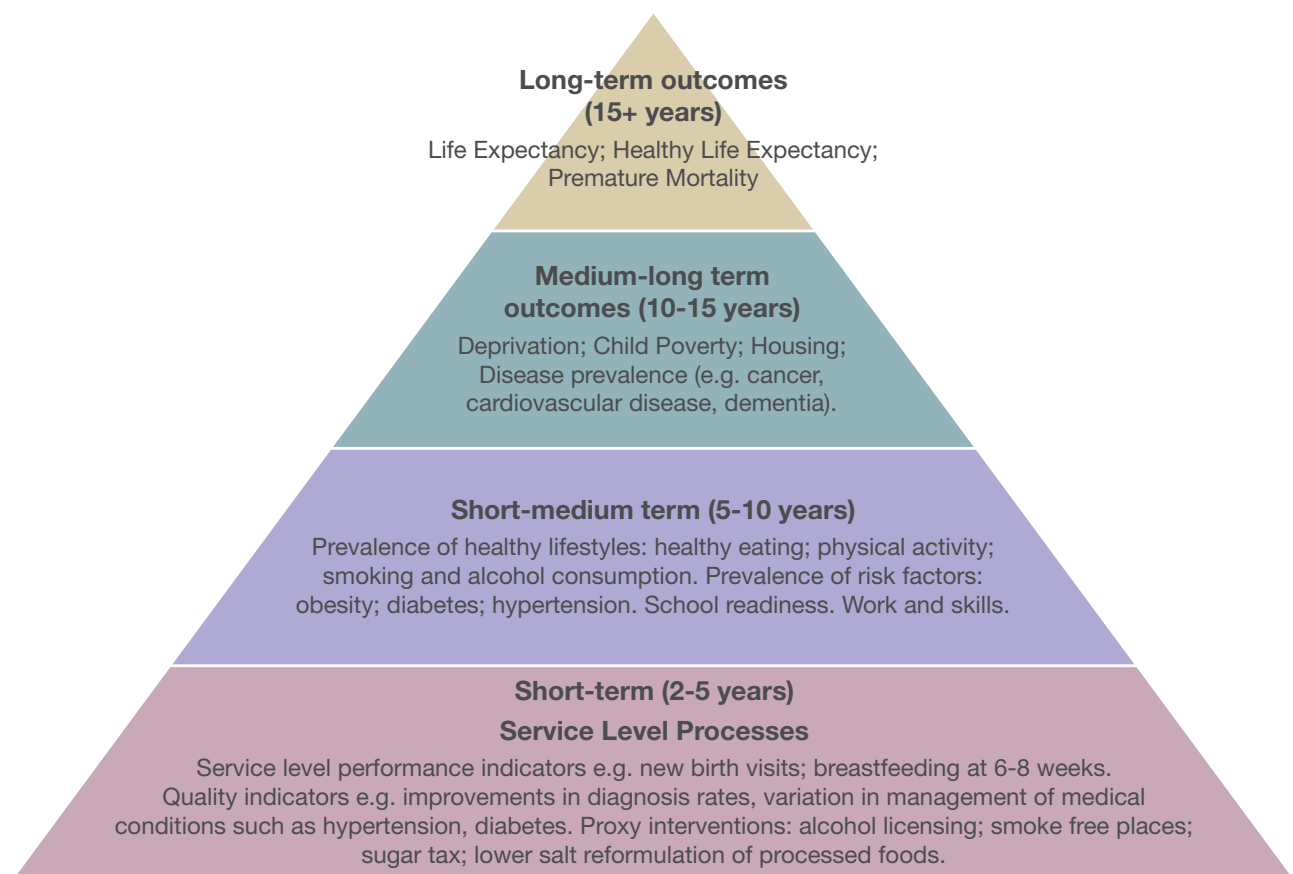 Long-term outcomes
(15+ years)
Life Expectancy; Healthy Life Expectancy;
Premature Mortality
Medium-long term
outcomes (10-15 years)
Deprivation; Child Poverty; Housing;
Disease prevalence (e.g. cancer,
cardiovascular disease, dementia).
Short-medium term (5-10 years)
Prevalence of healthy lifestyles: healthy eating; physical activity;
smoking and alcohol consumption. Prevalence of risk factors:
obesity; diabetes; hypertension. School readiness. Work and skills.
Short-term (2-5 years)
Service Level Processes
Service level performance indicators e.g. new birth visits; breastfeeding at 6-8 weeks.
Quality indicators e.g. improvements in diagnosis rates, variation in management of medical
conditions such as hypertension, diabetes. Proxy interventions: alcohol licensing; smoke free places;
sugar tax; lower salt reformulation of processed foods.